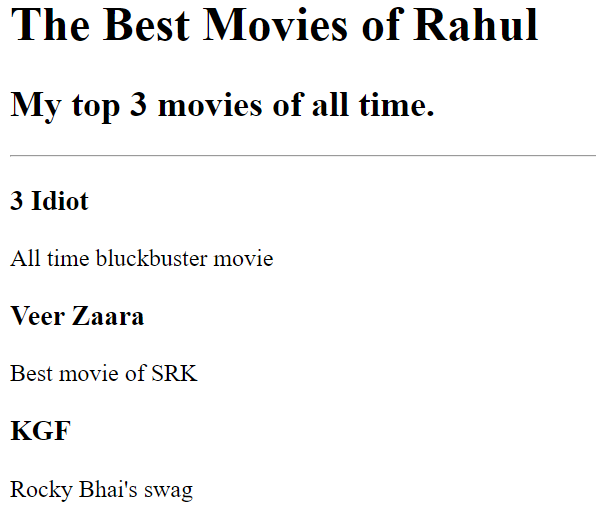 The Best Movies of Rahul
My top 3 movies of all time.
3 Idiot
All time bluckbuster movie
Veer Zaara
Best movie of SRK
KGF
Rocky Bhai's swag